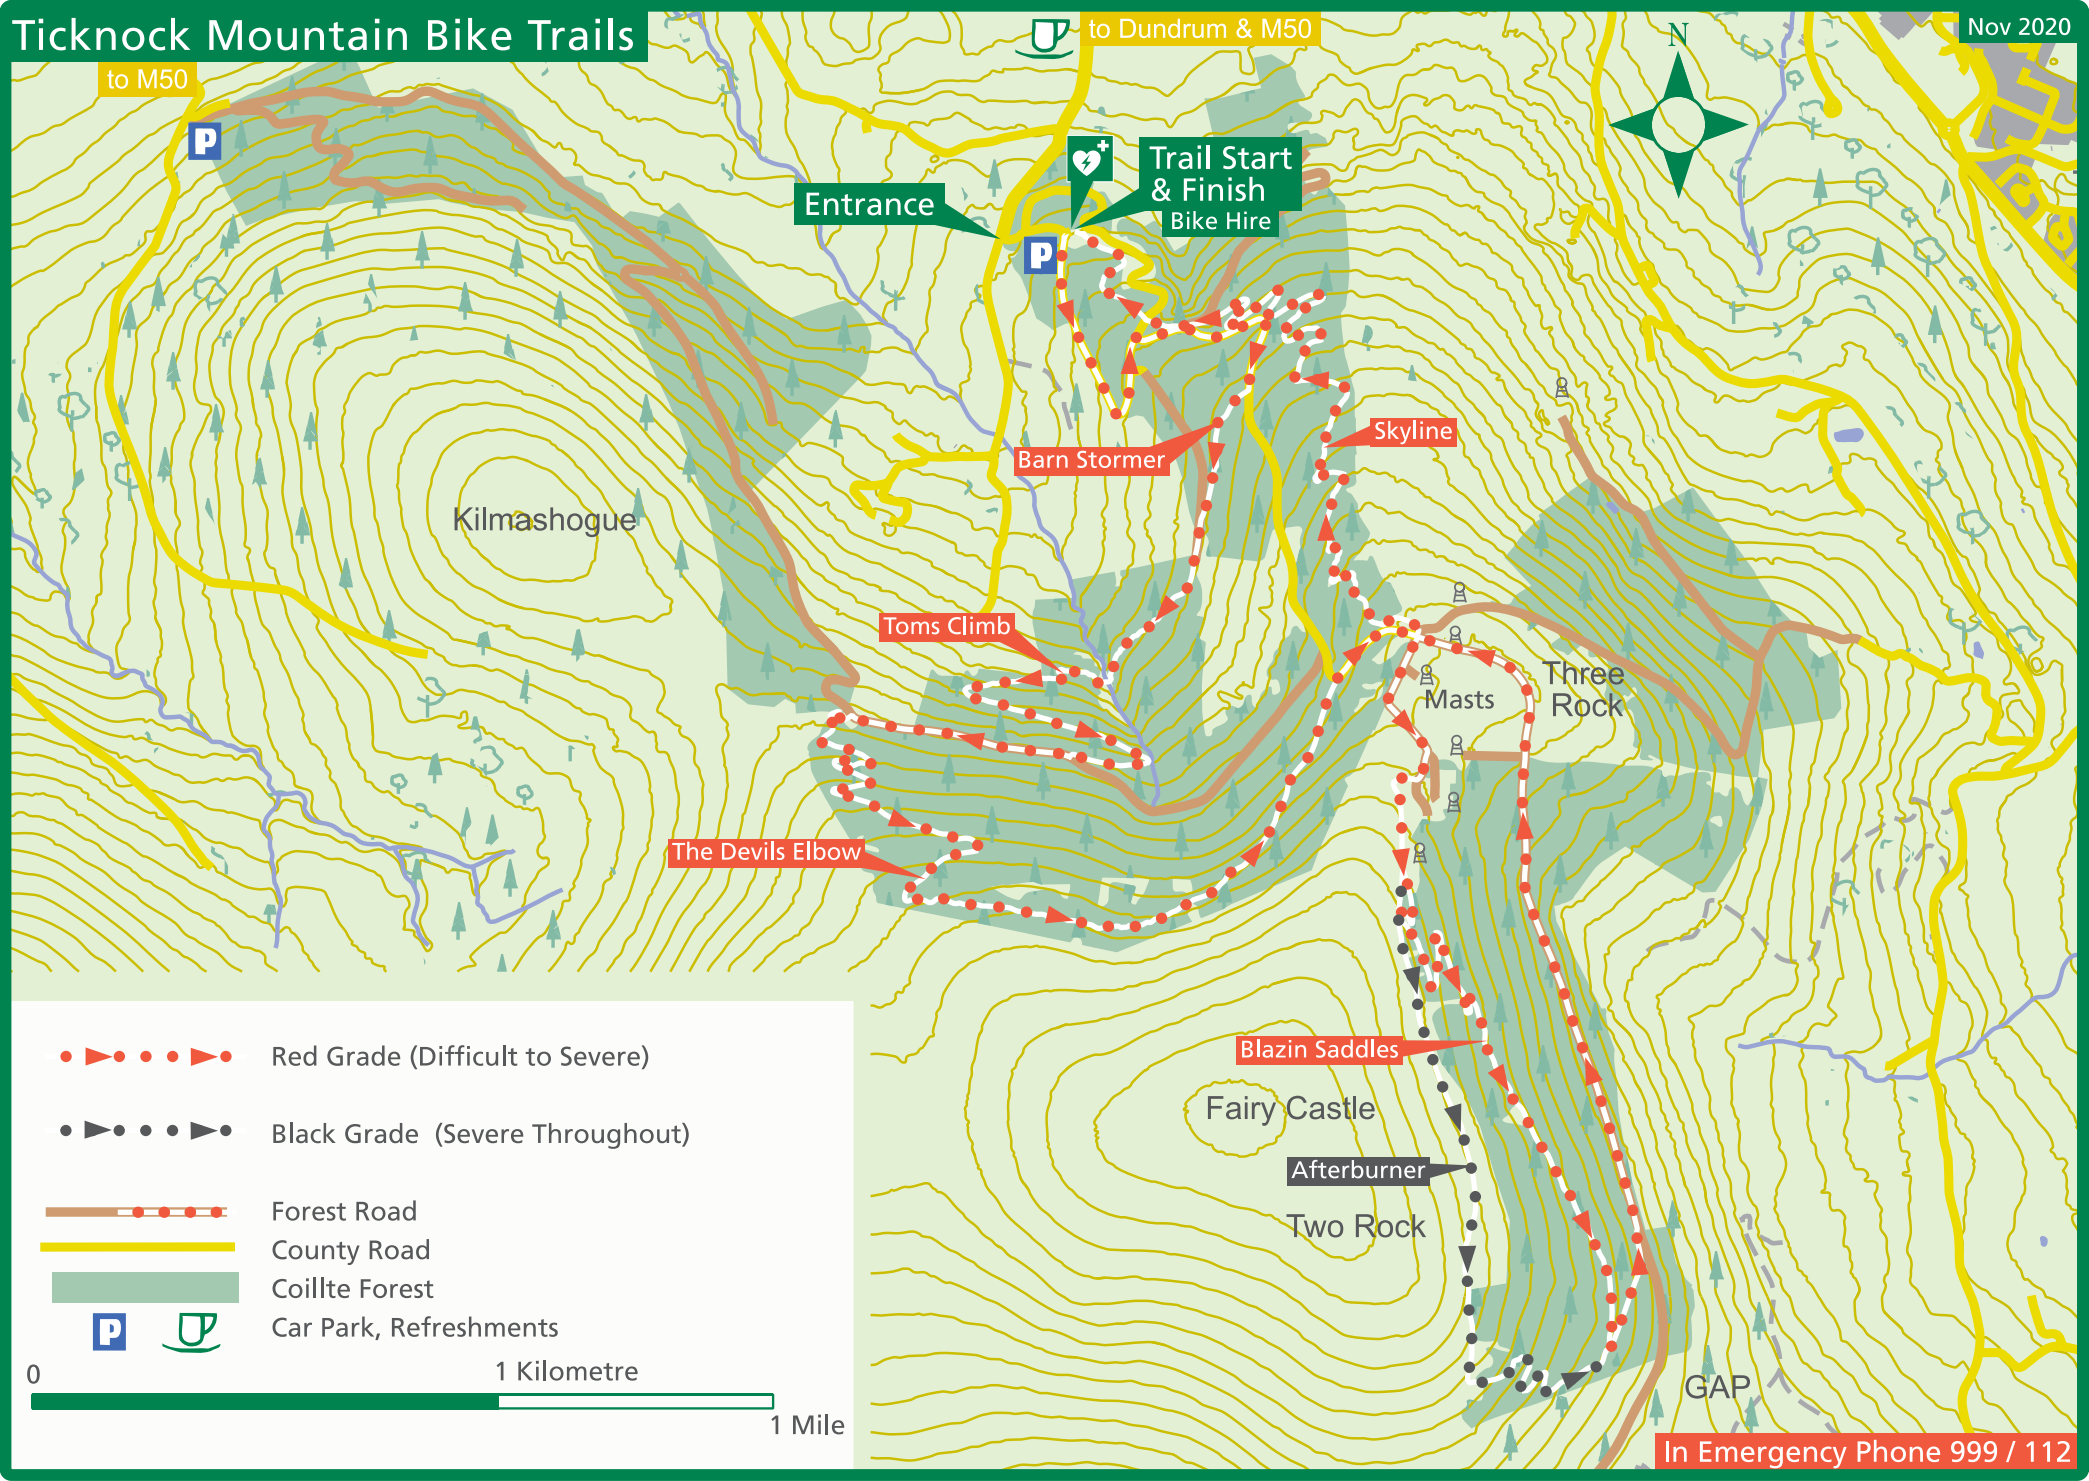 Ticknock Mountain Bike Trails
to Dundrum & M50
Nov 2020
N
to M50
P
Trail Start
& Finish
Bike Hire
Entrance
P
Skyline
Barn Stormer
Kilmashogue
Toms Climb
Three
Rock
Masts
The Devils Elbow
Blazin Saddles
Fairy Castle
Afterburner
Two Rock
GAP
Red Grade (Difficult to Severe)
Black Grade (Severe Throughout)
Forest Road
County Road
Coillte Forest
P
Car Park, Refreshments
0
1 Kilometre
1 Mile
In Emergency Phone 999 / 112